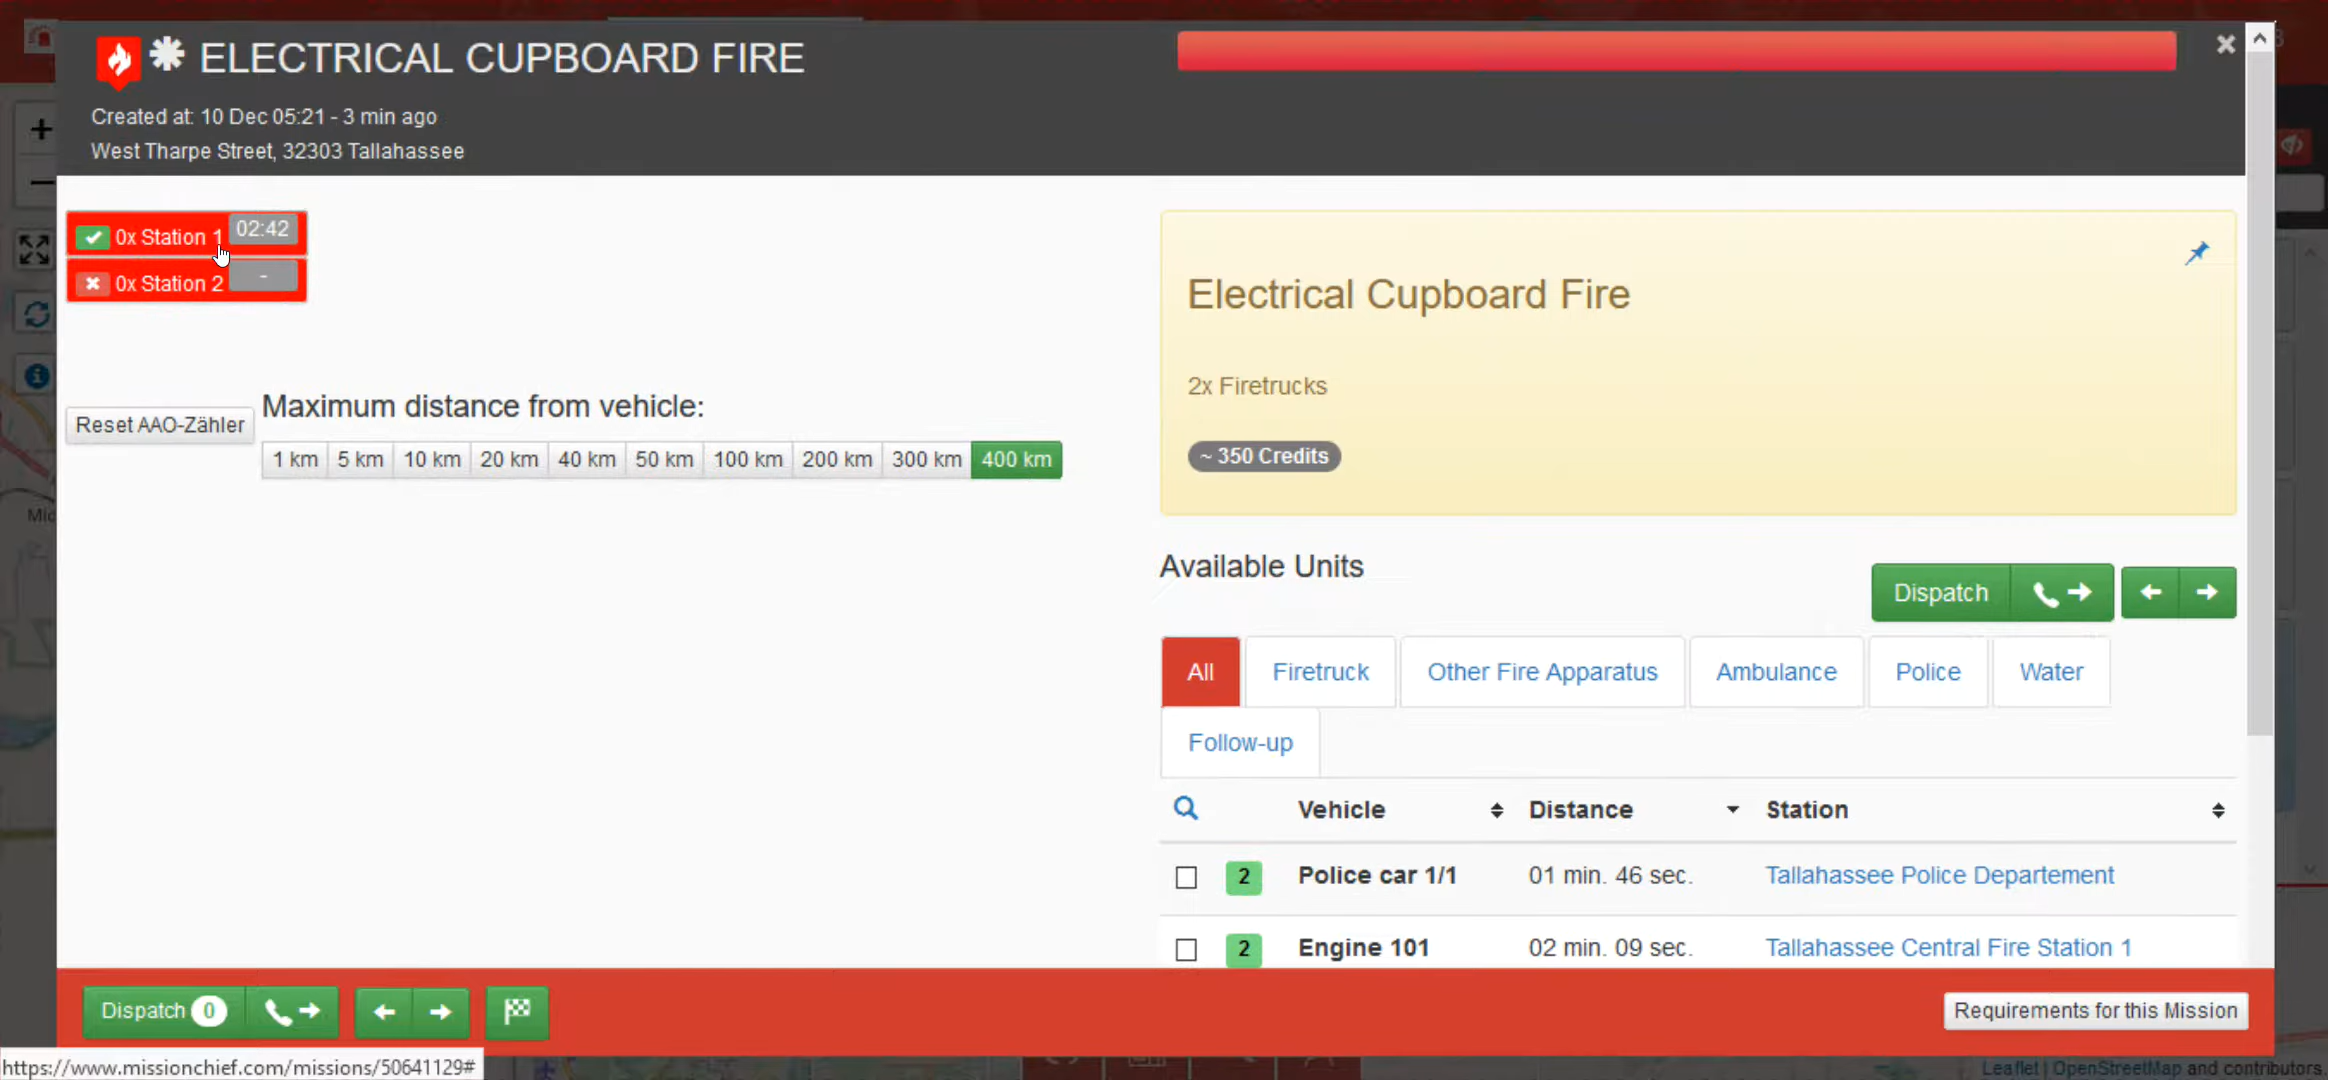 ELECTRICAL CUPBOARD FIRE
Created at: 10 Dec 05:21 - 3 min ago
West Tharpe Street, 32303 Tallahassee
0x Station 1 02:42
0x Station 2 -
Reset AAO-Zähler
Maximum distance from vehicle:
1 km 5 km 10 km 20 km 40 km 50 km 100 km 200 km 300 km 400 km
Electrical Cupboard Fire
2x Firetrucks
~ 350 Credits
Available Units
Dispatch
All Firetruck Other Fire Apparatus Ambulance Police Water
Follow-up
Vehicle Distance Station
2 Police car 1/1 01 min. 46 sec. Tallahassee Police Departement
2 Engine 101 02 min. 09 sec. Tallahassee Central Fire Station 1
Dispatch 0
Requirements for this Mission
https://www.missionchief.com/missions/50641129#
Leaflet | OpenStreetMap and contributors